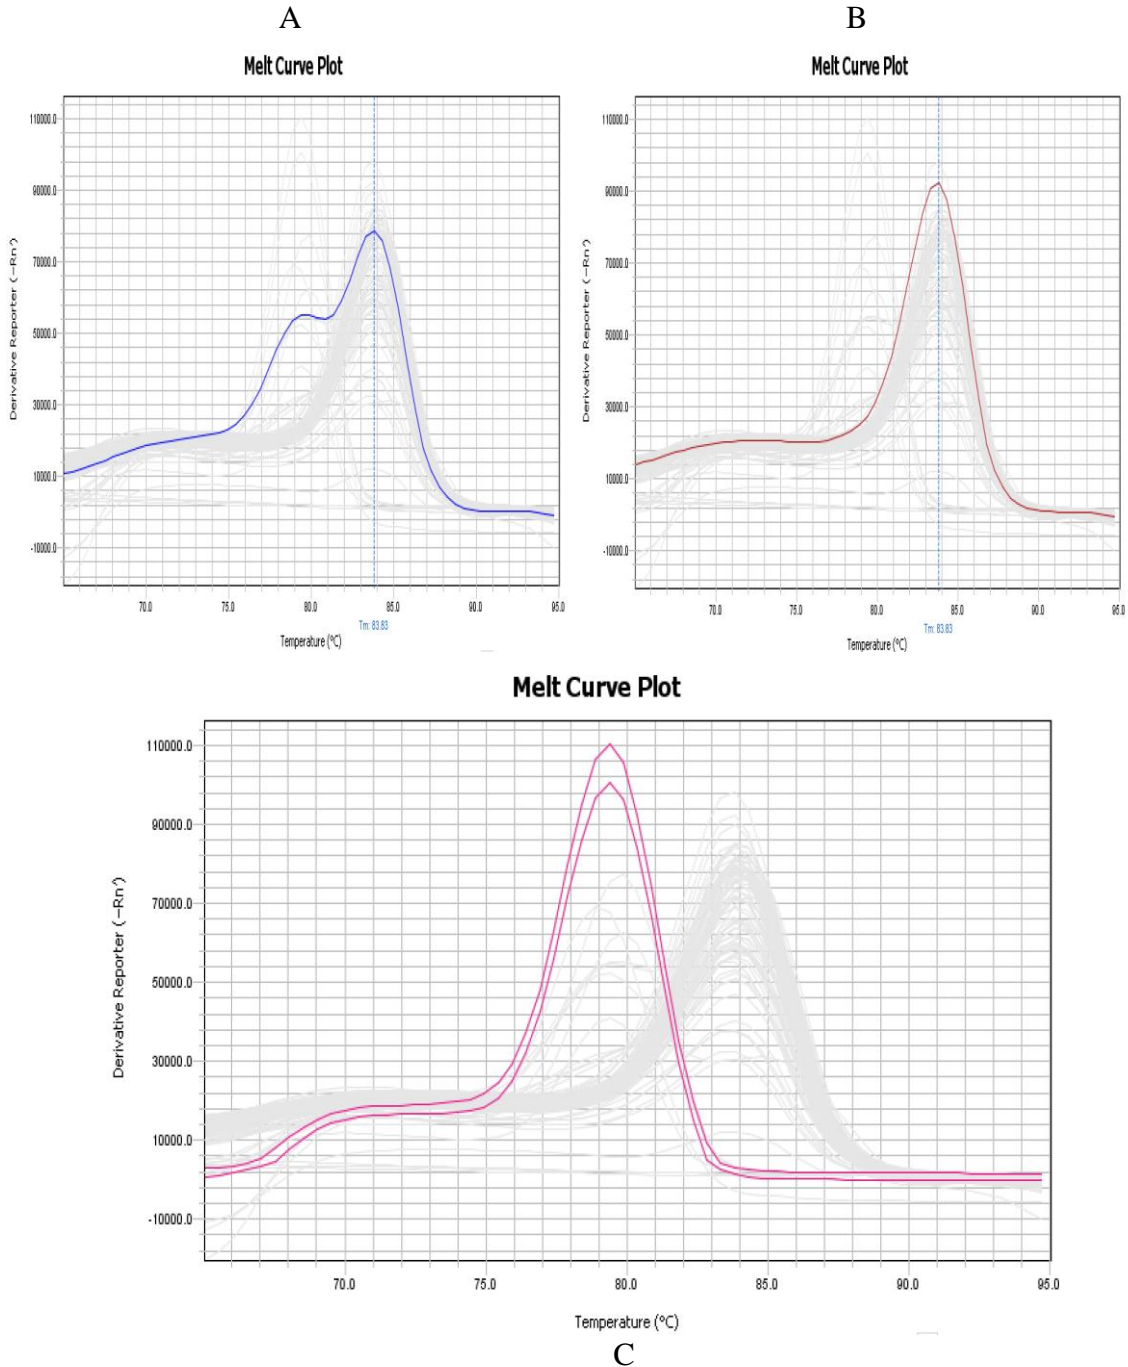 A
B
Melt Curve Plot
110000.0
90000.0
70000.0
50000.0
30000.0
10000.0
-10000.0
Derivative Reporter (-Rn')
70.0 75.0 80.0 85.0 90.0 95.0
Tm: 83.83
Temperature (°C)
Melt Curve Plot
110000.0
90000.0
70000.0
50000.0
30000.0
10000.0
-10000.0
Derivative Reporter (-Rn')
70.0 75.0 80.0 85.0 90.0 95.0
Tm: 83.83
Temperature (°C)
Melt Curve Plot
110000.0
90000.0
70000.0
50000.0
30000.0
10000.0
-10000.0
Derivative Reporter (-Rn')
70.0 75.0 80.0 85.0 90.0 95.0
Temperature (°C)
C